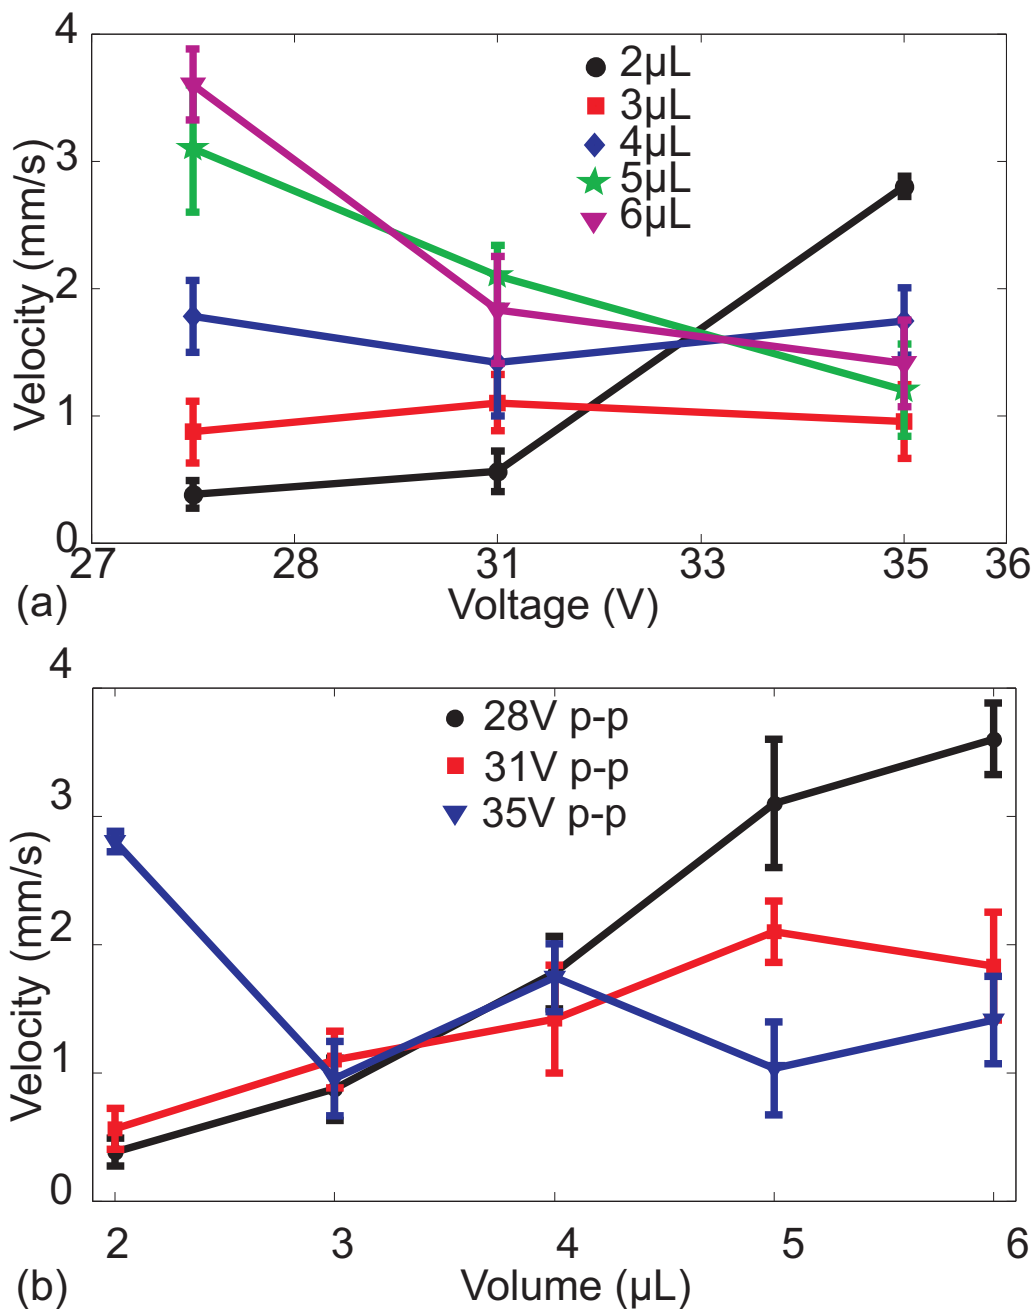 4
2µL
3µL
4µL
3
5µL
6µL
Velocity (mm/s)
2
1
0
27 28 31 33 35 36
(a)
Voltage (V)
4
28V p-p
31V p-p
3
35V p-p
Velocity (mm/s)
2
1
0
2 3 4 5 6
(b)
Volume (µL)